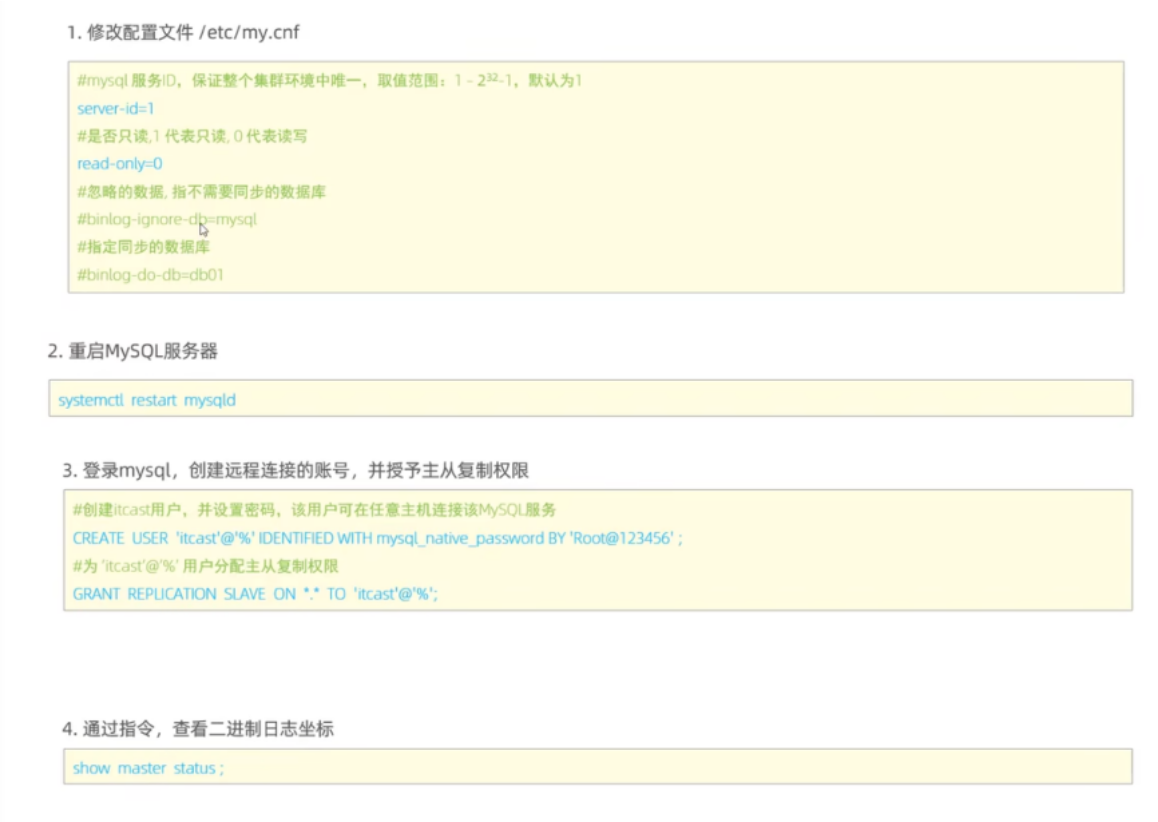 1. 修改配置文件 /etc/my.cnf
#mysql 服务ID，保证整个集群环境中唯一，取值范围：1 – 2³²-1，默认为1
server-id=1
#是否只读,1 代表只读, 0 代表读写
read-only=0
#忽略的数据, 指不需要同步的数据库
#binlog-ignore-db=mysql
#指定同步的数据库
#binlog-do-db=db01
2. 重启MySQL服务器
systemctl restart mysqld
3. 登录mysql，创建远程连接的账号，并授予主从复制权限
#创建itcast用户，并设置密码，该用户可在任意主机连接该MySQL服务
CREATE USER 'itcast'@'%' IDENTIFIED WITH mysql_native_password BY 'Root@123456' ;
#为 'itcast'@'%' 用户分配主从复制权限
GRANT REPLICATION SLAVE ON *.* TO 'itcast'@'%';
4. 通过指令，查看二进制日志坐标
show master status ;